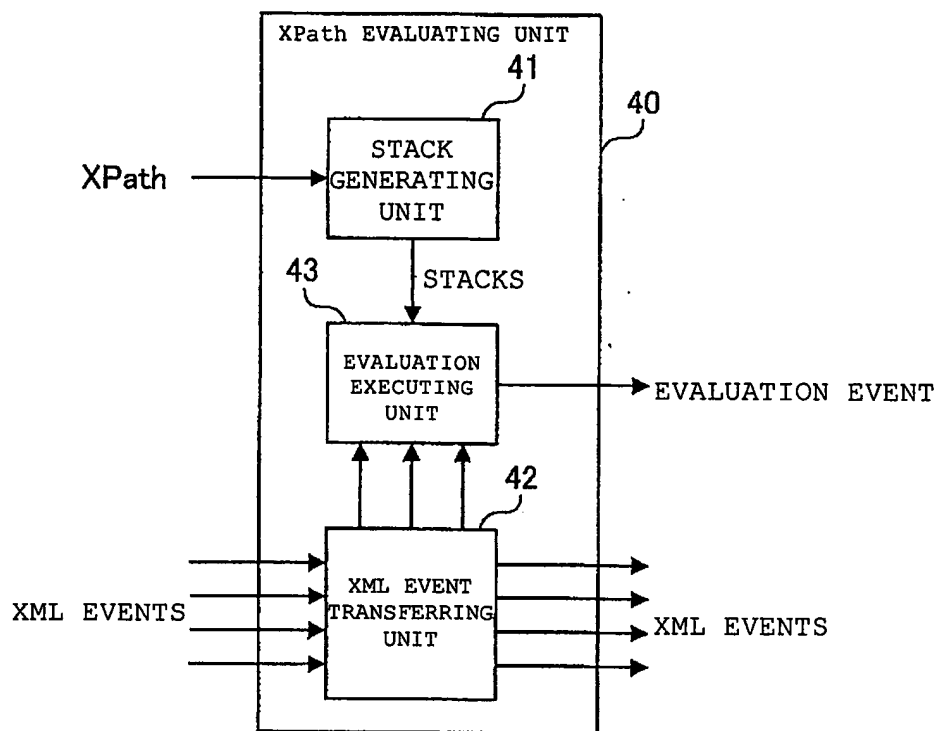 XPath EVALUATING UNIT
41
40
STACK
GENERATING
UNIT
XPath
STACKS
43
EVALUATION
EXECUTING
UNIT
EVALUATION EVENT
42
XML EVENT
TRANSFERRING
UNIT
XML EVENTS
XML EVENTS